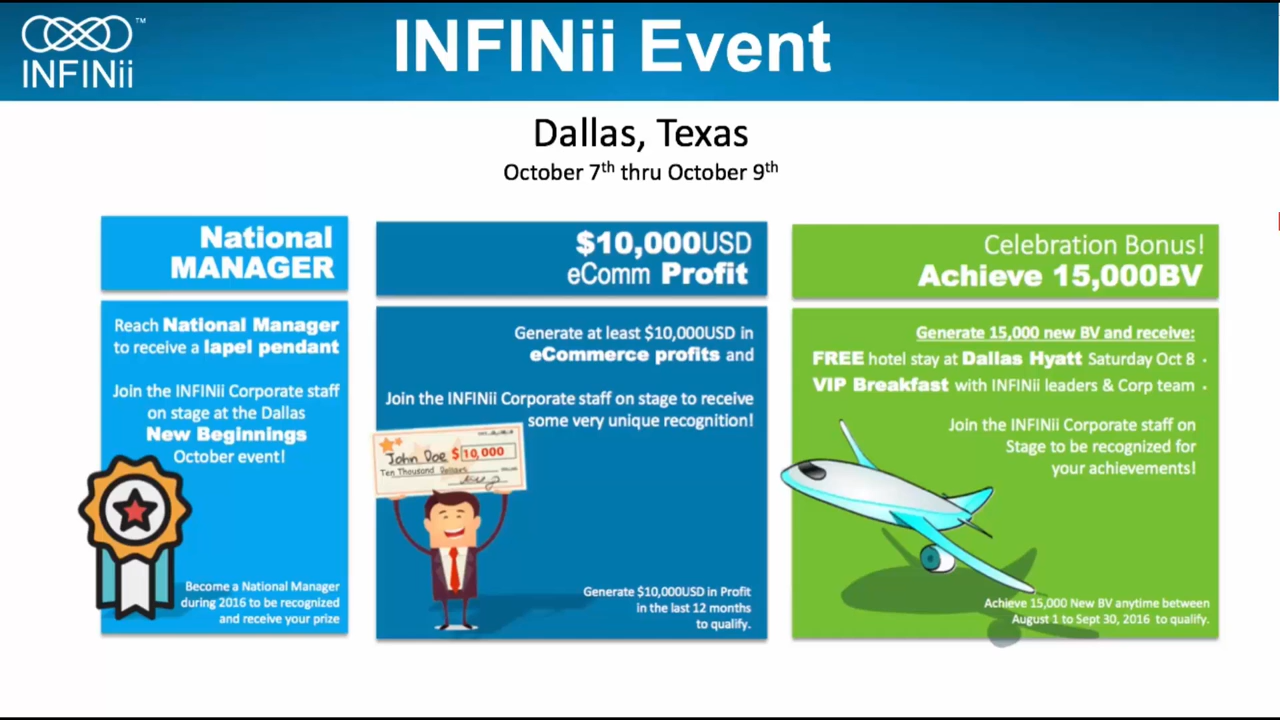 INFINii™
INFINii Event
Dallas, Texas
October 7th thru October 9th
National
MANAGER
Reach National Manager
to receive a lapel pendant
Join the INFINii Corporate staff
on stage at the Dallas
New Beginnings
October event!
Become a National Manager
during 2016 to be recognized
and receive your prize
$10,000USD
eComm Profit
Generate at least $10,000USD in
eCommerce profits and
Join the INFINii Corporate staff on stage to receive
some very unique recognition!
John Doe $10,000
Ten Thousand Dollars
Generate $10,000USD in Profit
in the last 12 months
to qualify.
Celebration Bonus!
Achieve 15,000BV
Generate 15,000 new BV and receive:
FREE hotel stay at Dallas Hyatt Saturday Oct 8 •
VIP Breakfast with INFINii leaders & Corp team •
Join the INFINii Corporate staff on
Stage to be recognized for
your achievements!
Achieve 15,000 New BV anytime between
August 1 to Sept 30, 2016 to qualify.